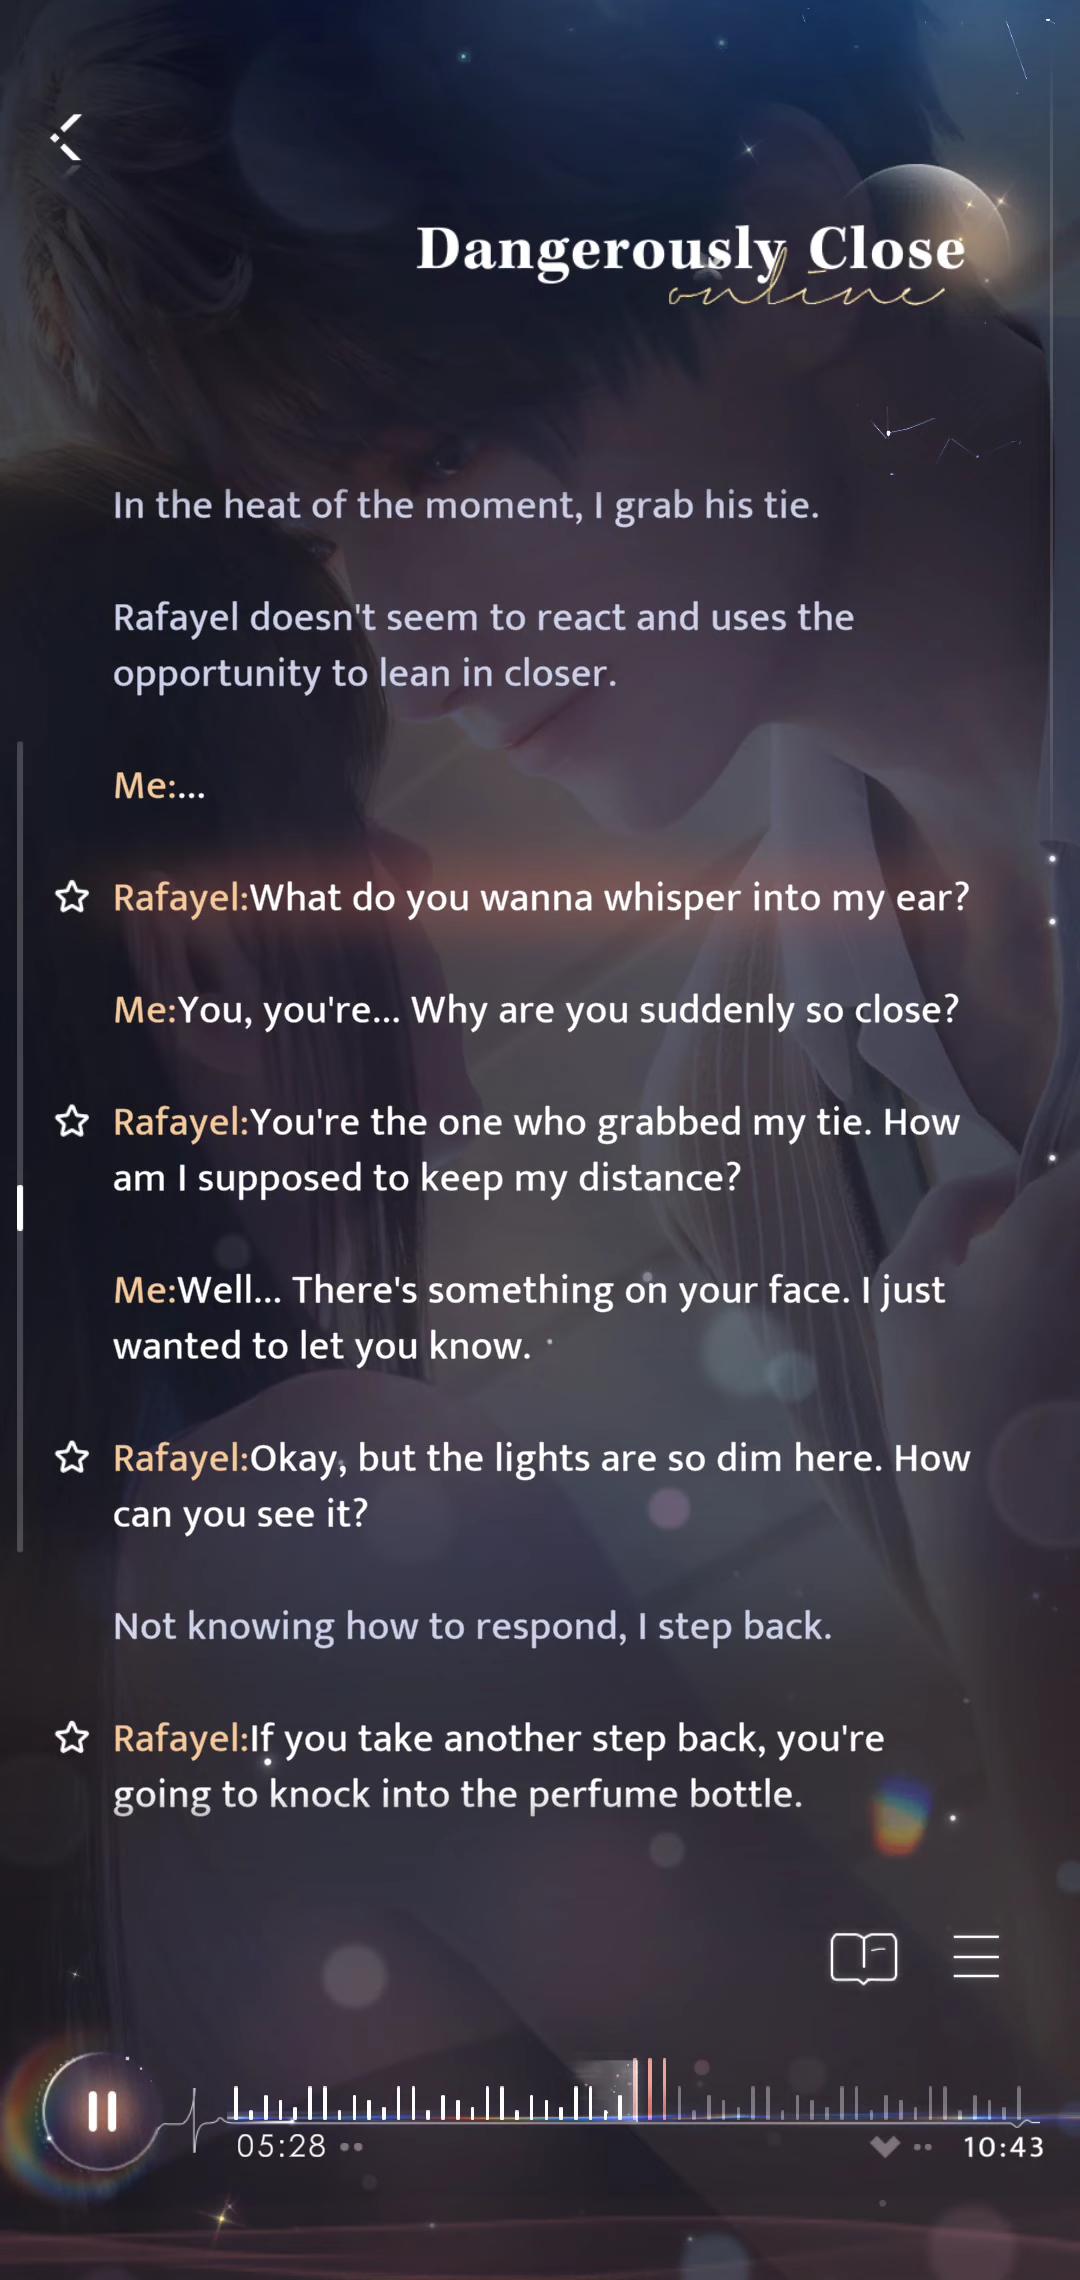 Dangerously Close
online
In the heat of the moment, I grab his tie.
Rafayel doesn't seem to react and uses the
opportunity to lean in closer.
Me:...
Rafayel:What do you wanna whisper into my ear?
Me:You, you're... Why are you suddenly so close?
Rafayel:You're the one who grabbed my tie. How
am I supposed to keep my distance?
Me:Well... There's something on your face. I just
wanted to let you know.
Rafayel:Okay, but the lights are so dim here. How
can you see it?
Not knowing how to respond, I step back.
Rafayel:If you take another step back, you're
going to knock into the perfume bottle.
05:28
10:43